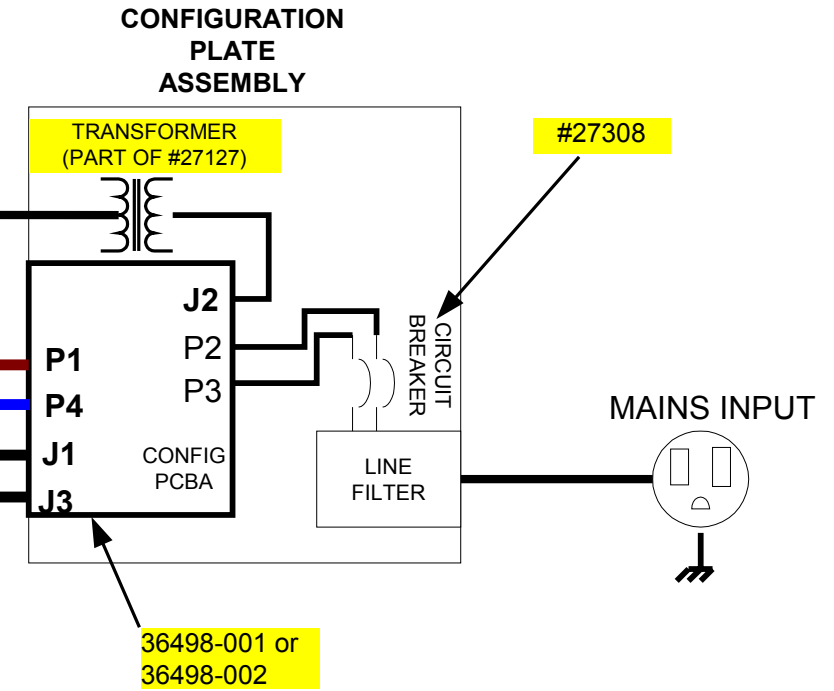 CONFIGURATION
PLATE
ASSEMBLY
TRANSFORMER
(PART OF #27127)
#27308
J2
P2
P3
P1
P4
J1
J3
CONFIG
PCBA
CIRCUIT
BREAKER
LINE
FILTER
MAINS INPUT
36498-001 or
36498-002